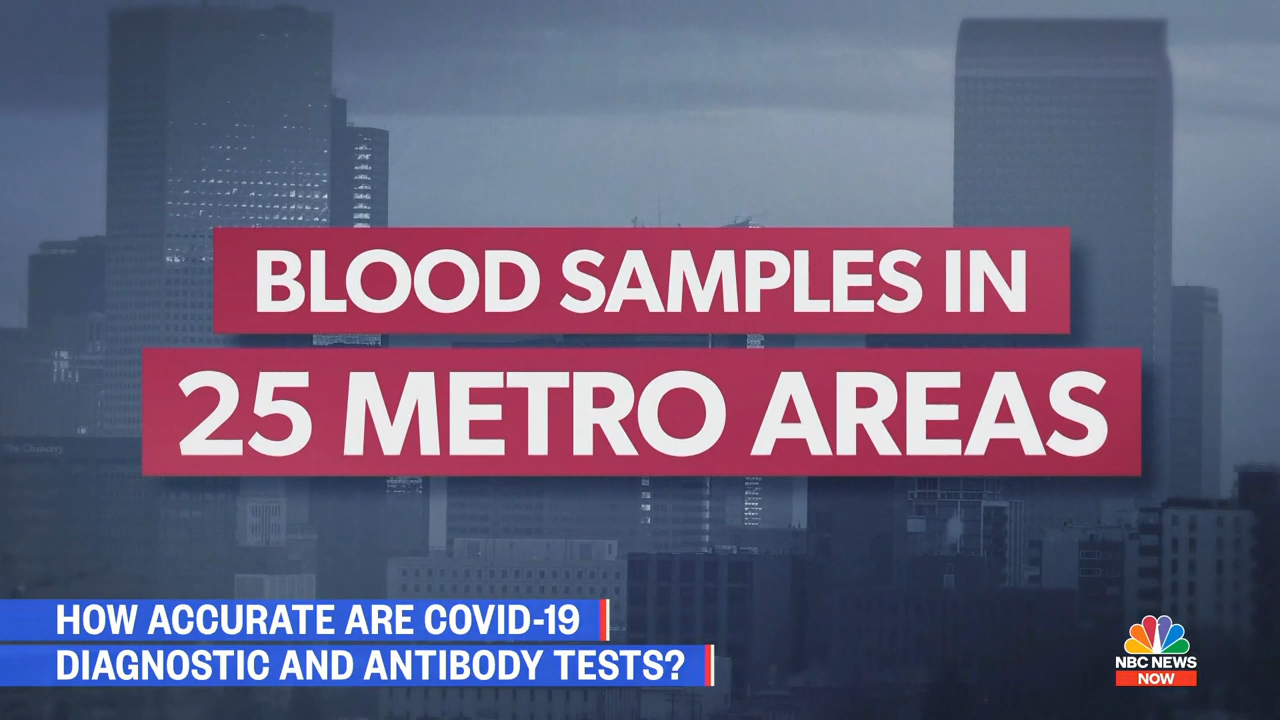 BLOOD SAMPLES IN
25 METRO AREAS
HOW ACCURATE ARE COVID-19
DIAGNOSTIC AND ANTIBODY TESTS?
NBC NEWS
NOW